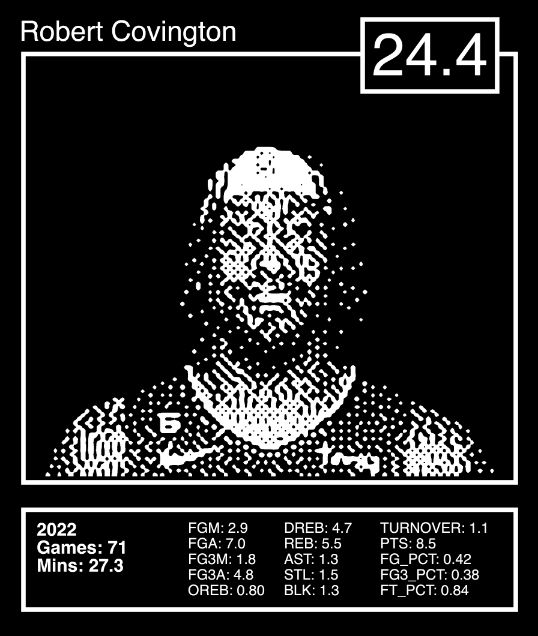 Robert Covington
24.4
6
2022
Games: 71
Mins: 27.3
FGM: 2.9
FGA: 7.0
FG3M: 1.8
FG3A: 4.8
OREB: 0.80
DREB: 4.7
REB: 5.5
AST: 1.3
STL: 1.5
BLK: 1.3
TURNOVER: 1.1
PTS: 8.5
FG_PCT: 0.42
FG3_PCT: 0.38
FT_PCT: 0.84